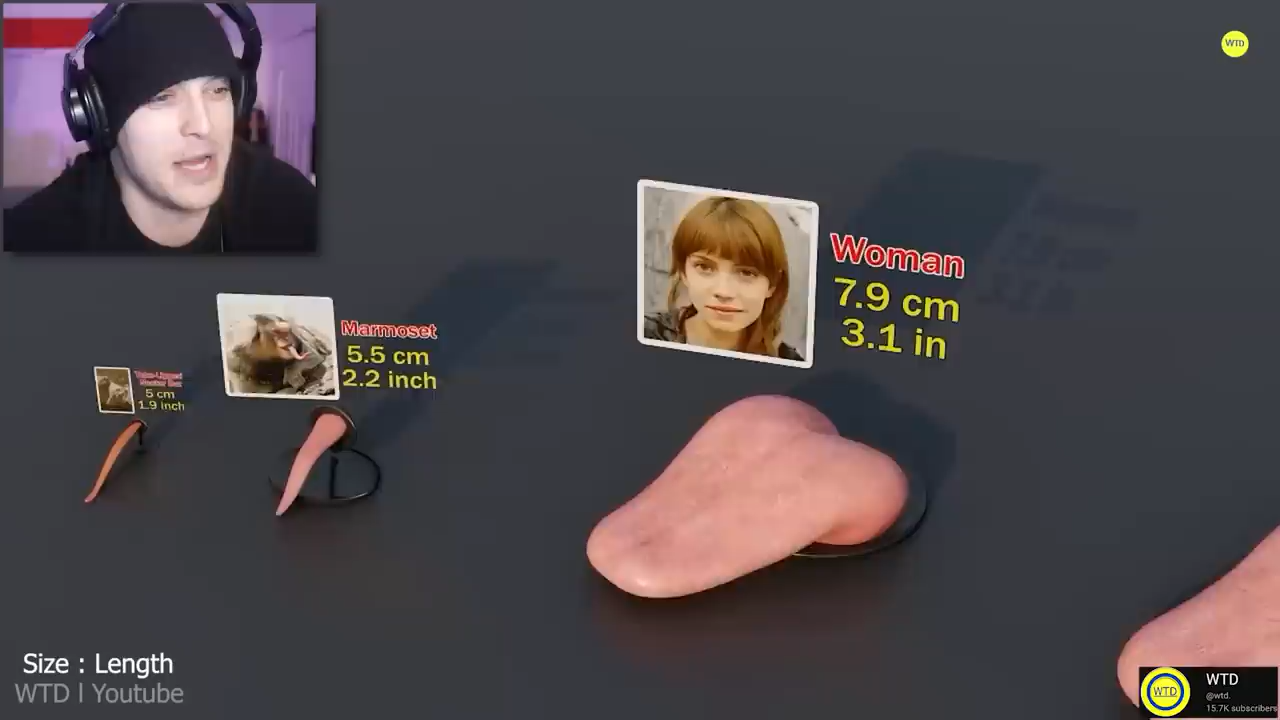 WTD
Woman
7.9 cm
3.1 in
Marmoset
5.5 cm
2.2 inch
5 cm
1.9 inch
Size : Length
WTD | Youtube
WTD
WTD
@wtd.
15.7K subscribers